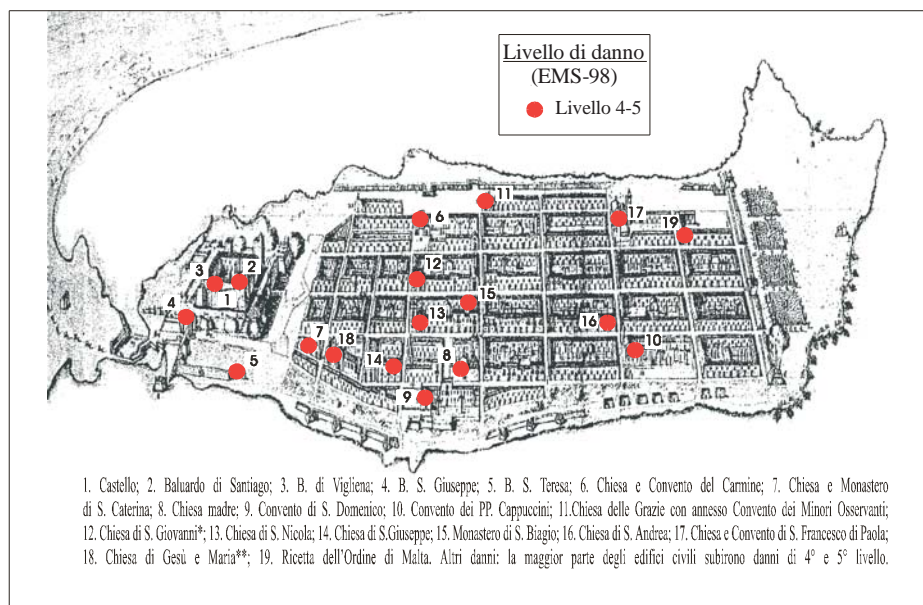 Livello di danno
(EMS-98)
Livello 4-5
11
6
17
19
12
2
3
15
1
4
13
16
7
18
10
14
8
5
9
1. Castello; 2. Baluardo di Santiago; 3. B. di Vigliena; 4. B. S. Giuseppe; 5. B. S. Teresa; 6. Chiesa e Convento del Carmine; 7. Chiesa e Monastero
di S. Caterina; 8. Chiesa madre; 9. Convento di S. Domenico; 10. Convento dei PP. Cappuccini; 11.Chiesa delle Grazie con annesso Convento dei Minori Osservanti;
12. Chiesa di S. Giovanni*; 13. Chiesa di S. Nicola; 14. Chiesa di S.Giuseppe; 15. Monastero di S. Biagio; 16. Chiesa di S. Andrea; 17. Chiesa e Convento di S. Francesco di Paola;
18. Chiesa di Gesù e Maria**; 19. Ricetta dell'Ordine di Malta. Altri danni: la maggior parte degli edifici civili subirono danni di 4° e 5° livello.